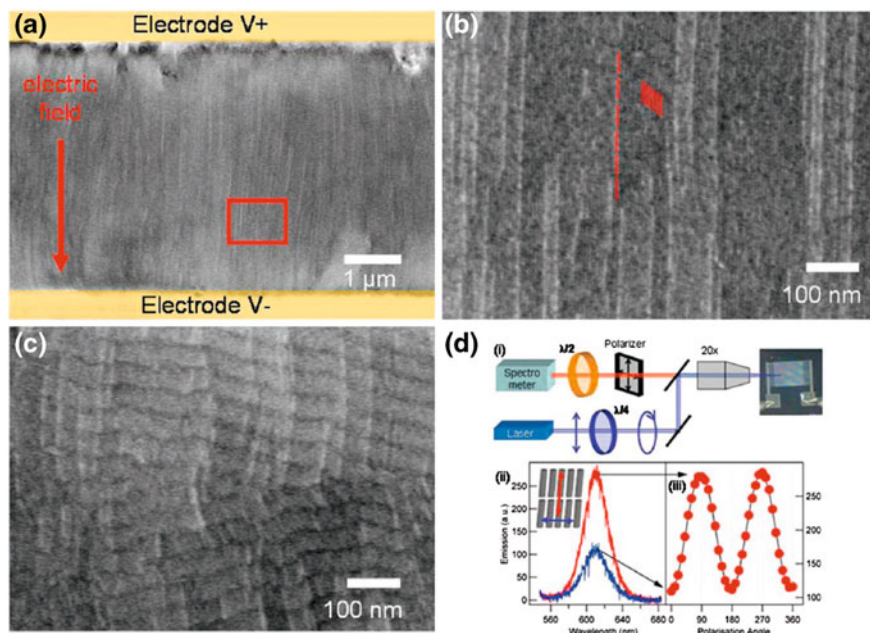 (a)
Electrode V+
electric
field
1 µm
Electrode V-
(b)
100 nm
(c)
100 nm
(d)
(i)
λ/2
Polarizer
20x
Spectro
meter
λ/4
Laser
(ii)
(iii)
Emission (a.u.)
250
200
150
100
50
0
560 600 640 680
Wavelength (nm)
250
200
150
100
0 90 180 270 360
Polarisation Angle